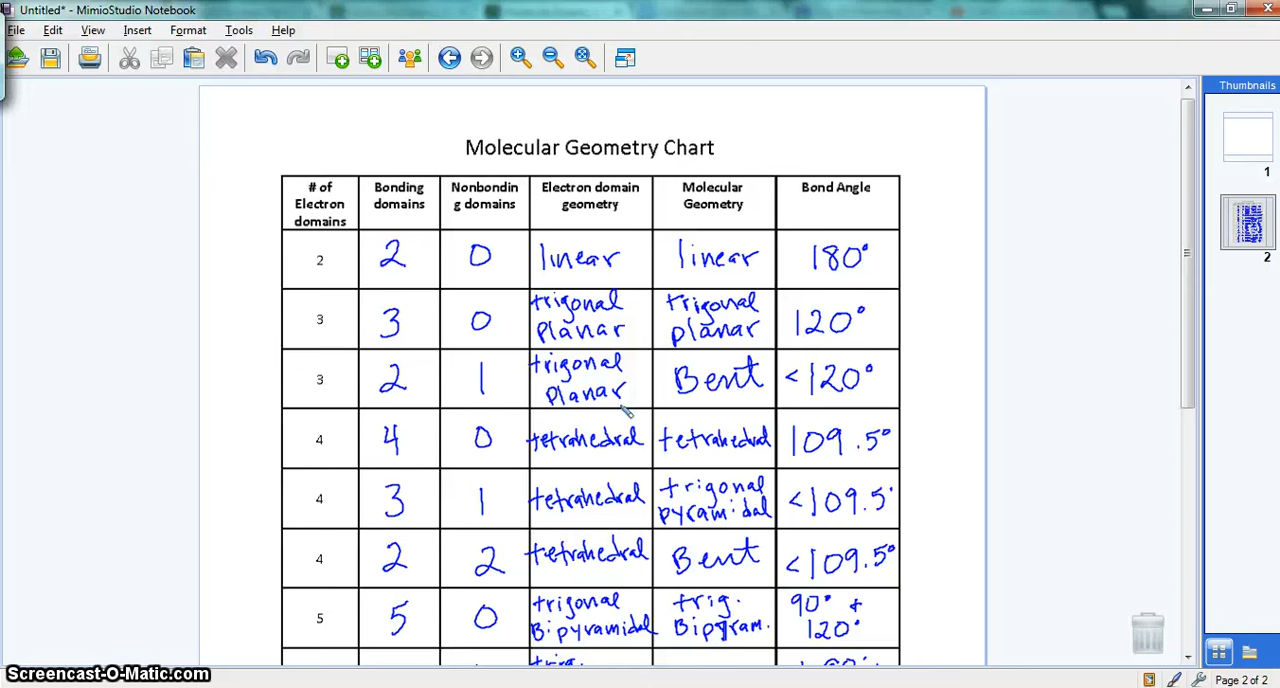 Untitled* - MimioStudio Notebook
File Edit View Insert Format Tools Help
Thumbnails
1
2
Molecular Geometry Chart
# of
Electron
domains
Bonding
domains
Nonbondin
g domains
Electron domain
geometry
Molecular
Geometry
Bond Angle
2 2 0 linear linear 180°
3 3 0 trigonal
planar trigonal
planar 120°
3 2 1 trigonal
planar Bent <120°
4 4 0 tetrahedral tetrahedral 109.5°
4 3 1 tetrahedral trigonal
pyramidal <109.5°
4 2 2 tetrahedral Bent <109.5°
5 5 0 trigonal
Bipyramidal trig.
Bipyram. 90° +
120°
trig.
Screencast-O-Matic.com
Page 2 of 2